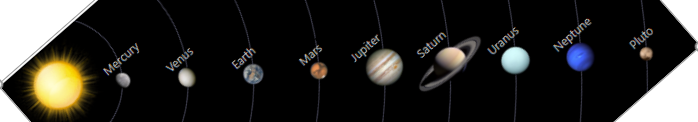 Mercury
Venus
Earth
Mars
Jupiter
Saturn
Uranus
Neptune
Pluto